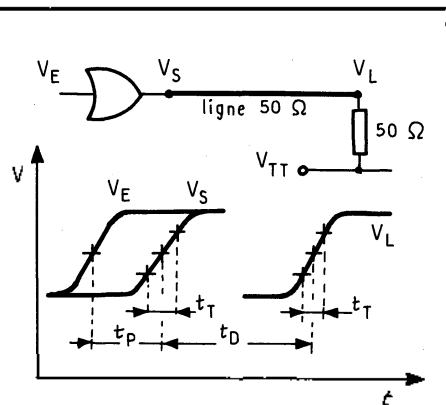 V_E V_S V_L
ligne 50 Ω
50 Ω
V_TT
V
V_E V_S
V_L
t_T t_T
t_P t_D
t